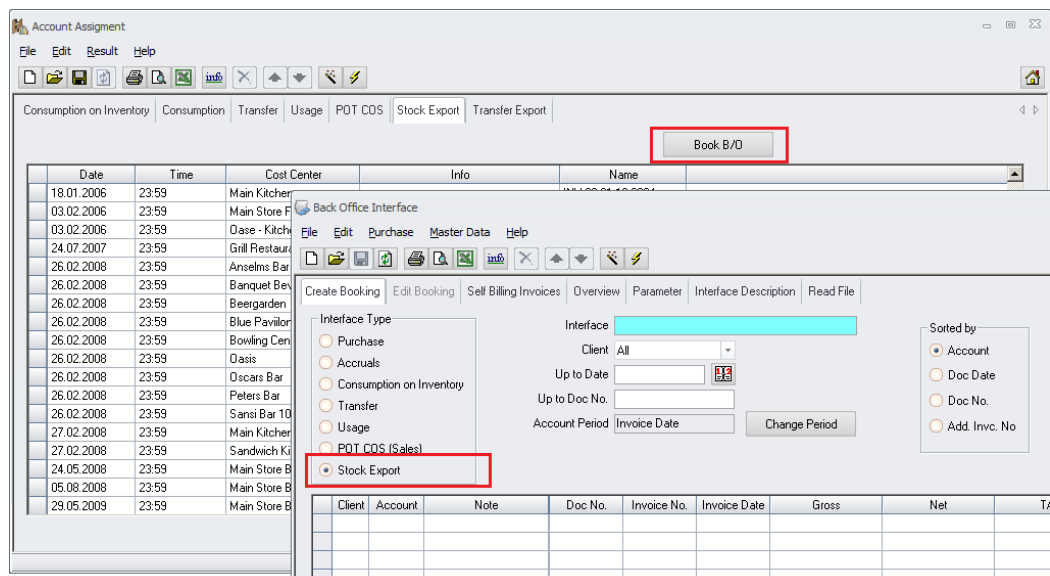 Account Assigment
File Edit Result Help
info
Consumption on Inventory Consumption Transfer Usage POT COS Stock Export Transfer Export
Book B/O
Date Time Cost Center Info Name
18.01.2006 23:59 Main Kitchen
03.02.2006 23:59 Main Store F
03.02.2006 23:59 Oase - Kitch
24.07.2007 23:59 Grill Restaura
26.02.2008 23:59 Anselms Bar
26.02.2008 23:59 Banquet Bev
26.02.2008 23:59 Beergarden
26.02.2008 23:59 Blue Pavillon
26.02.2008 23:59 Bowling Cen
26.02.2008 23:59 Oasis
26.02.2008 23:59 Oscars Bar
26.02.2008 23:59 Peters Bar
26.02.2008 23:59 Sansi Bar 10
27.02.2008 23:59 Main Kitchen
27.02.2008 23:59 Sandwich Ki
24.05.2008 23:59 Main Store B
05.08.2008 23:59 Main Store B
29.05.2009 23:59 Main Store B
Back Office Interface
File Edit Purchase Master Data Help
info
Create Booking Edit Booking Self Billing Invoices Overview Parameter Interface Description Read File
Interface Type
Purchase
Accruals
Consumption on Inventory
Transfer
Usage
POT COS (Sales)
Stock Export
Interface
Client All
Up to Date
Up to Doc No.
Account Period Invoice Date Change Period
Sorted by
Account
Doc Date
Doc No.
Add. Invc. No
Client Account Note Doc No. Invoice No. Invoice Date Gross Net TA